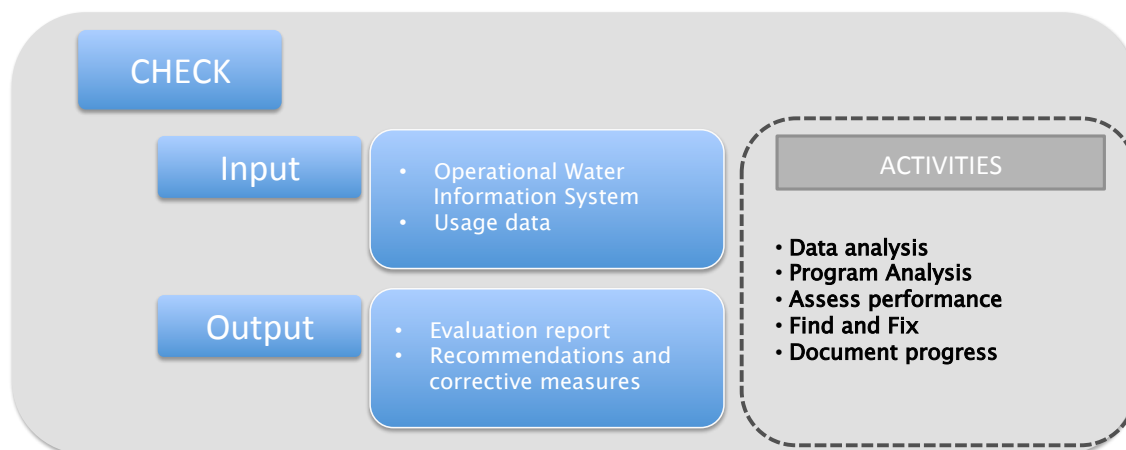 CHECK
Input
• Operational Water
Information System
• Usage data
Output
• Evaluation report
• Recommendations and
corrective measures
ACTIVITIES
• Data analysis
• Program Analysis
• Assess performance
• Find and Fix
• Document progress